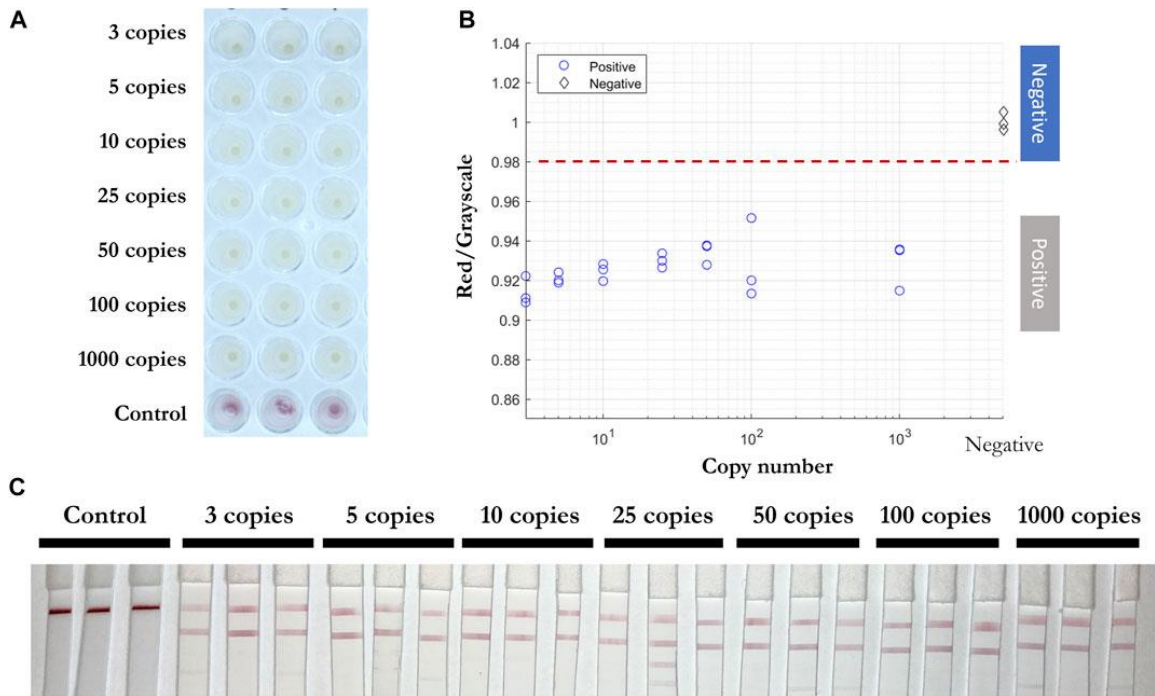 A
3 copies
5 copies
10 copies
25 copies
50 copies
100 copies
1000 copies
Control
B
1.04
1.02
1
0.98
0.96
0.94
0.92
0.9
0.88
0.86
Red/Grayscale
Positive
Negative
10¹
10²
10³
Negative
Copy number
Negative
Positive
C
Control
3 copies
5 copies
10 copies
25 copies
50 copies
100 copies
1000 copies